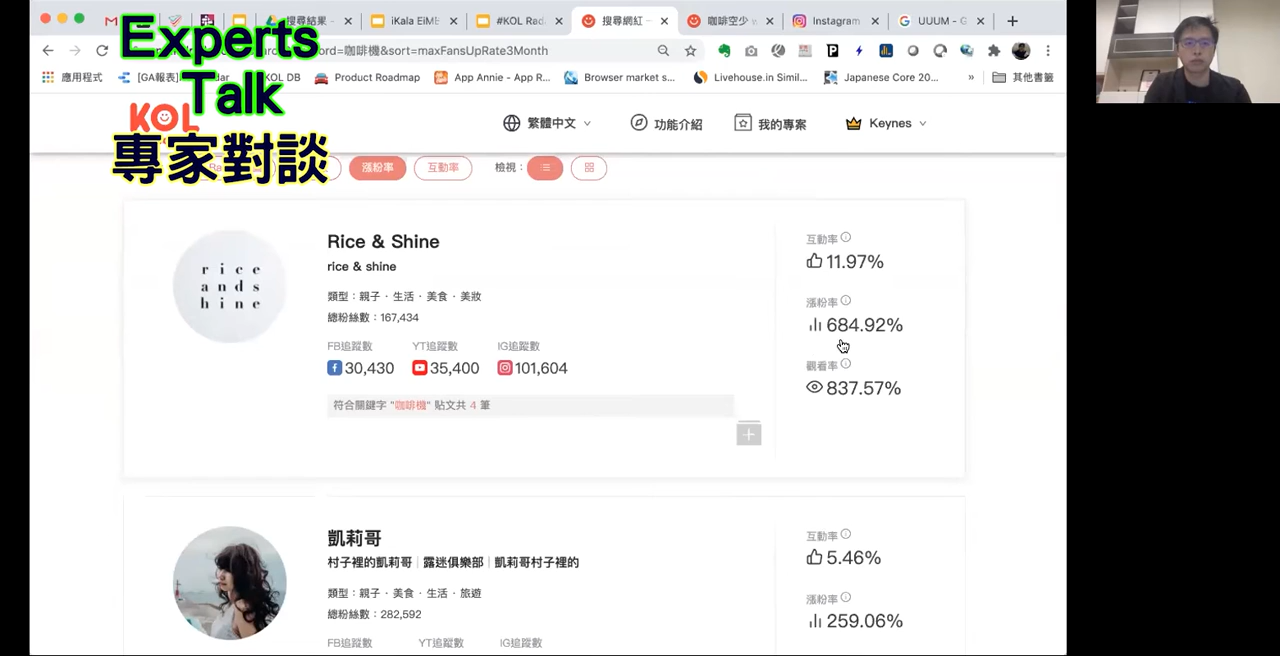 Experts
Talk
專家對談
搜尋結果
iKala EiME
#KOL Rad
搜尋網紅 –
咖啡空少
Instagram
UUUM - G
ord=咖啡機&sort=maxFansUpRate3Month
應用程式
[GA報表]
dar
KOL DB
Product Roadmap
App Annie - App R...
Browser market s...
Livehouse.in Simil...
Japanese Core 20...
»
其他書籤
KOL
繁體中文
功能介紹
我的專案
Keynes
漲粉率
互動率
檢視：
rice
ands
hine
Rice & Shine
rice & shine
類型：親子 · 生活 · 美食 · 美妝
總粉絲數：167,434
FB追蹤數 YT追蹤數 IG追蹤數
30,430 35,400 101,604
符合關鍵字 "咖啡機" 貼文共 4 筆
互動率
11.97%
漲粉率
684.92%
觀看率
837.57%
凱莉哥
村子裡的凱莉哥 | 露迷俱樂部 | 凱莉哥村子裡的
類型：親子 · 美食 · 生活 · 旅遊
總粉絲數：282,592
FB追蹤數 YT追蹤數 IG追蹤數
互動率
5.46%
漲粉率
259.06%